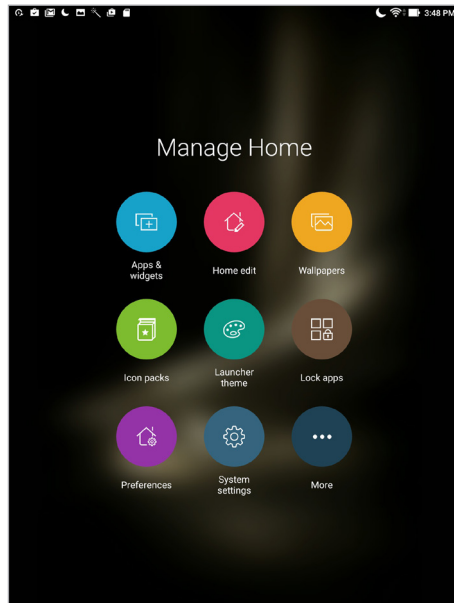 3:48 PM
Manage Home
Apps &
widgets
Home edit
Wallpapers
Icon packs
Launcher
theme
Lock apps
Preferences
System
settings
More